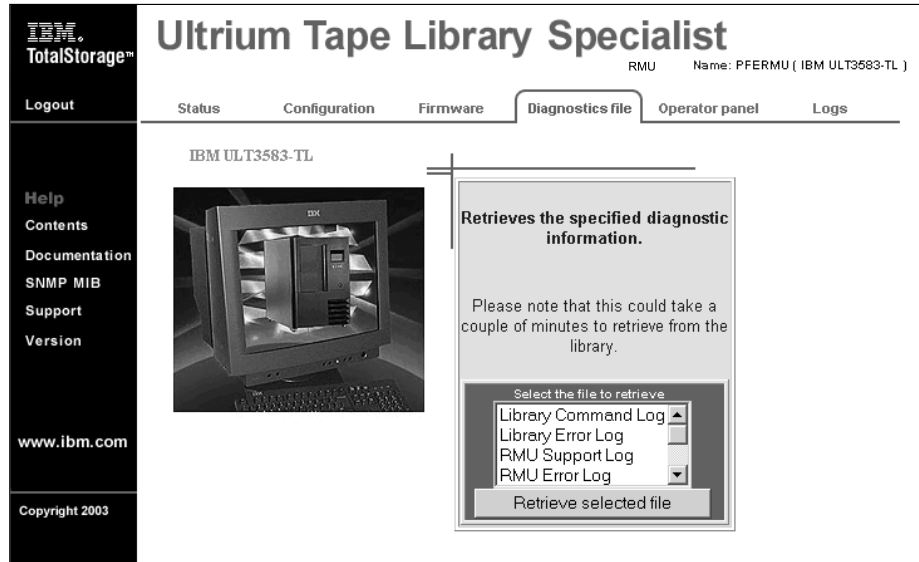 IBM.
TotalStorage™
Ultrium Tape Library Specialist
RMU Name: PFERMU ( IBM ULT3583-TL )
Logout
Status Configuration Firmware Diagnostics file Operator panel Logs
IBM ULT3583-TL
Help
Contents
Documentation
SNMP MIB
Support
Version
www.ibm.com
Copyright 2003
IBM
Retrieves the specified diagnostic
information.
Please note that this could take a
couple of minutes to retrieve from the
library.
Select the file to retrieve
Library Command Log
Library Error Log
RMU Support Log
RMU Error Log
Retrieve selected file